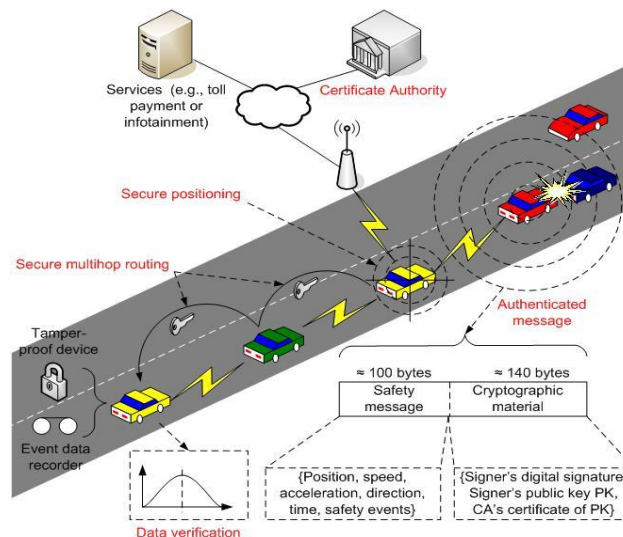 Services (e.g., toll
payment or
infotainment)
Certificate Authority
Secure positioning
Secure multihop routing
Authenticated
message
Tamper-
proof device
≈ 100 bytes
≈ 140 bytes
Safety
message
Cryptographic
material
Event data
recorder
{Position, speed,
acceleration, direction,
time, safety events}
{Signer's digital signature,
Signer's public key PK,
CA's certificate of PK}
Data verification